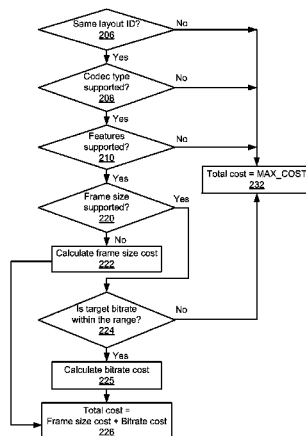 Same layout ID?
206
No
Yes
Codec type
supported?
208
No
Yes
Features
supported?
210
No
Yes
Frame size
supported?
220
Yes
No
Total cost = MAX_COST
232
Calculate frame size cost
222
Is target bitrate
within the range?
224
No
Yes
Calculate bitrate cost
225
Total cost =
Frame size cost + Bitrate cost
226